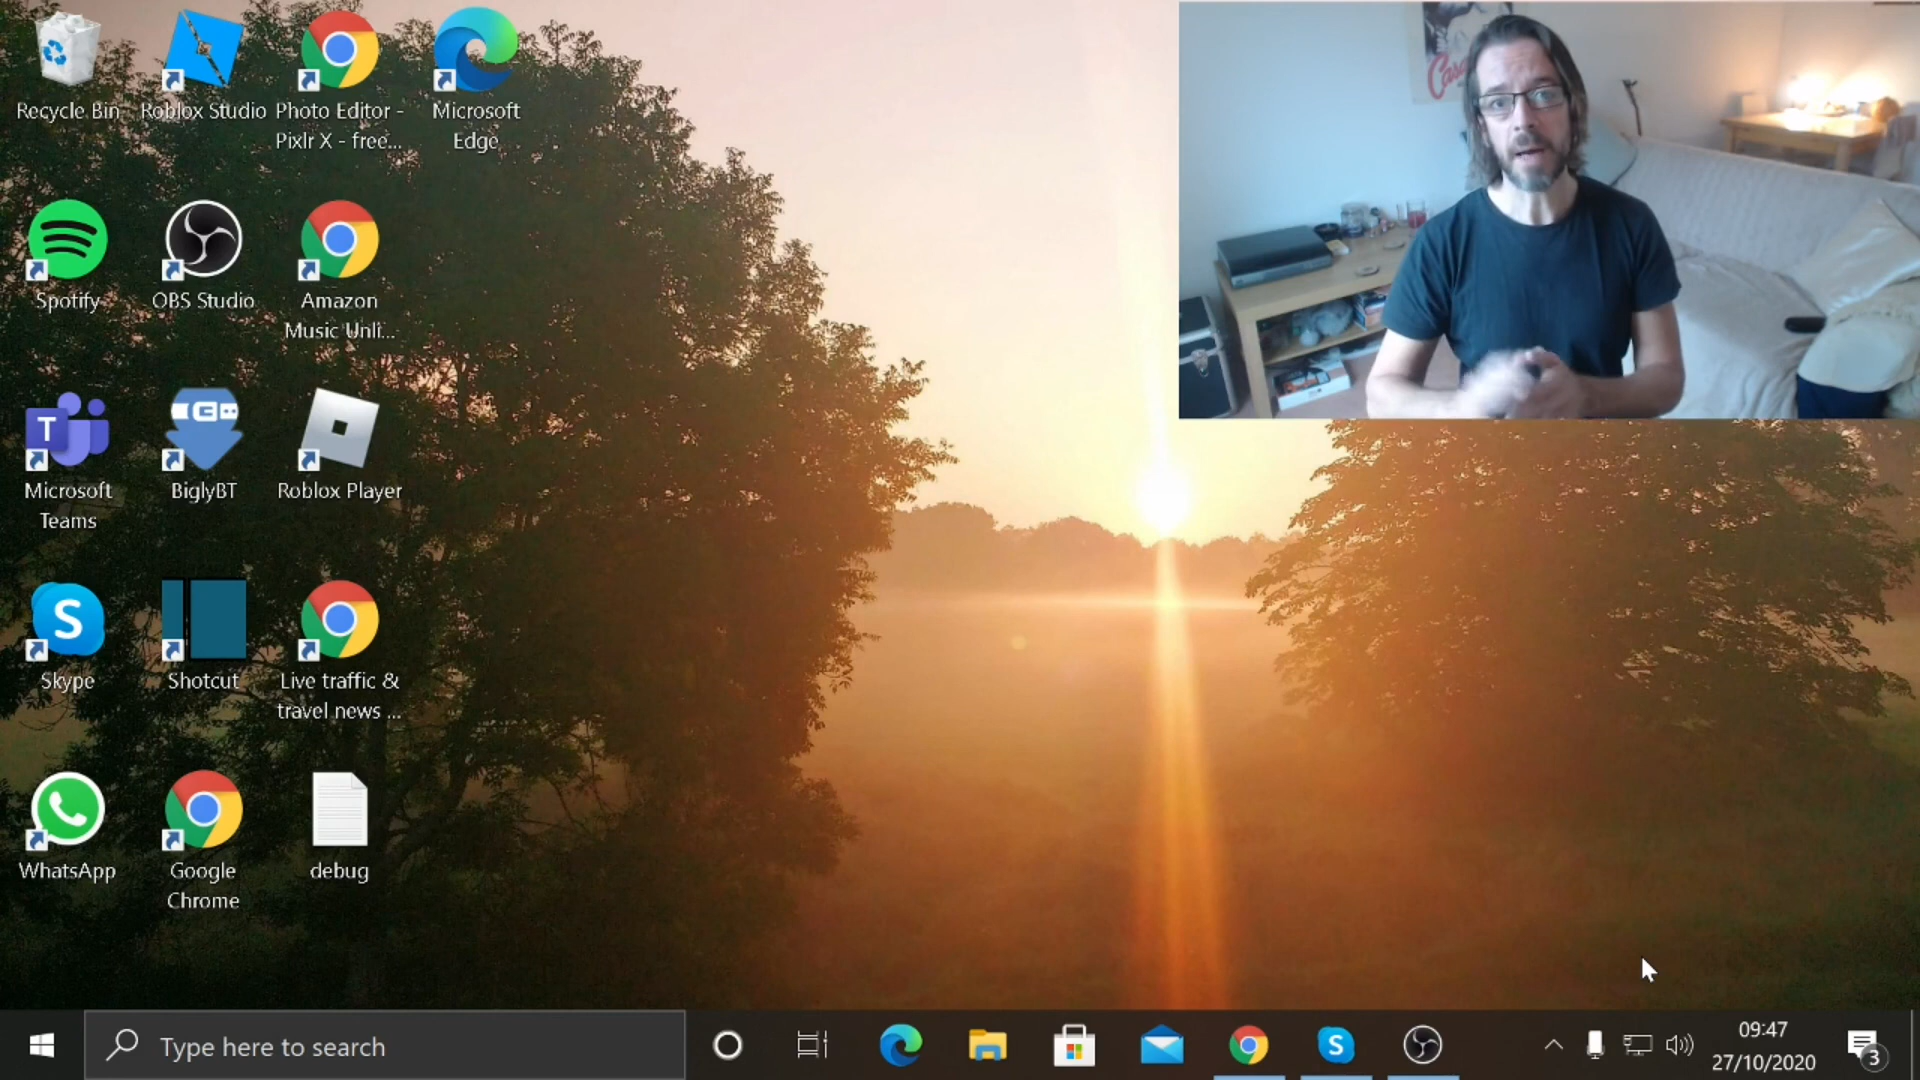 Recycle Bin
Roblox Studio
Photo Editor -
Pixlr X - free...
Microsoft
Edge
Spotify
OBS Studio
Amazon
Music Unli...
T
Microsoft
Teams
BiglyBT
Roblox Player
S
Skype
Shotcut
Live traffic &
travel news ...
WhatsApp
Google
Chrome
debug
Cas
Type here to search
S
09:47
27/10/2020
3